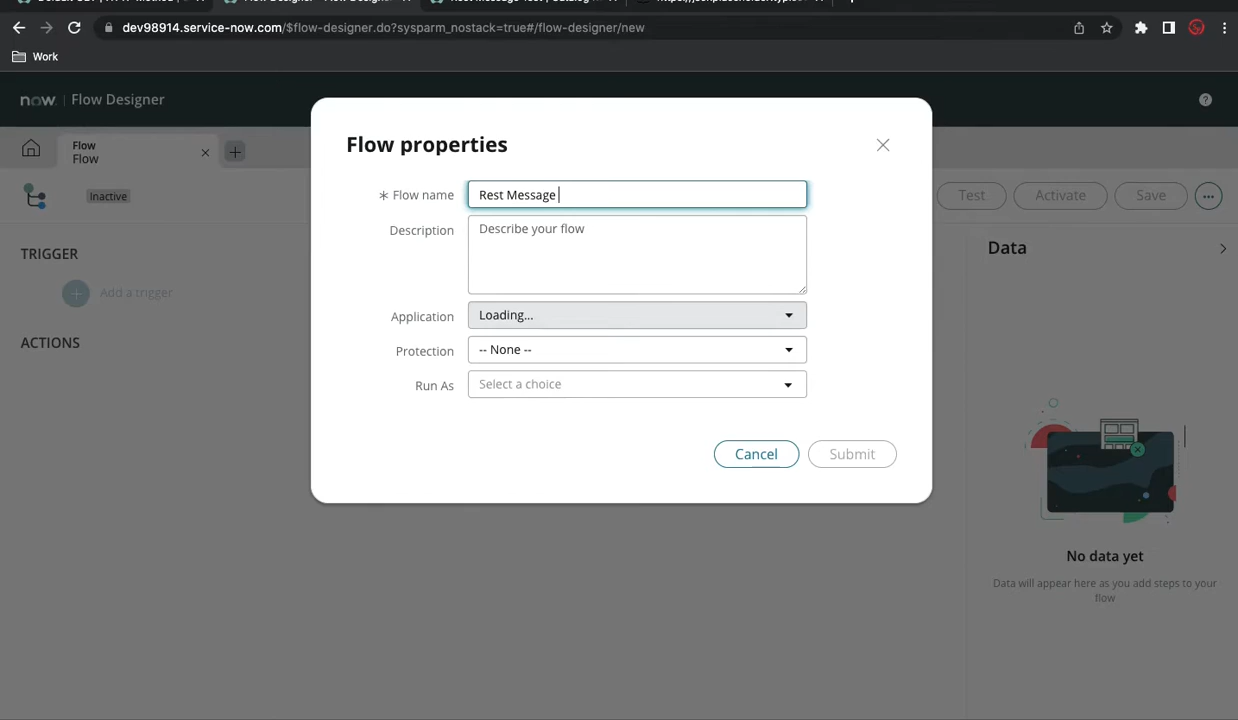 dev98914.service-now.com/$flow-designer.do?sysparm_nostack=true#/flow-designer/new
Work
now. | Flow Designer
Flow
Flow
Inactive
Test
Activate
Save
TRIGGER
Add a trigger
ACTIONS
Flow properties
Flow name
Rest Message
Description
Describe your flow
Application
Loading...
Protection
-- None --
Run As
Select a choice
Cancel
Submit
Data
No data yet
Data will appear here as you add steps to your
flow